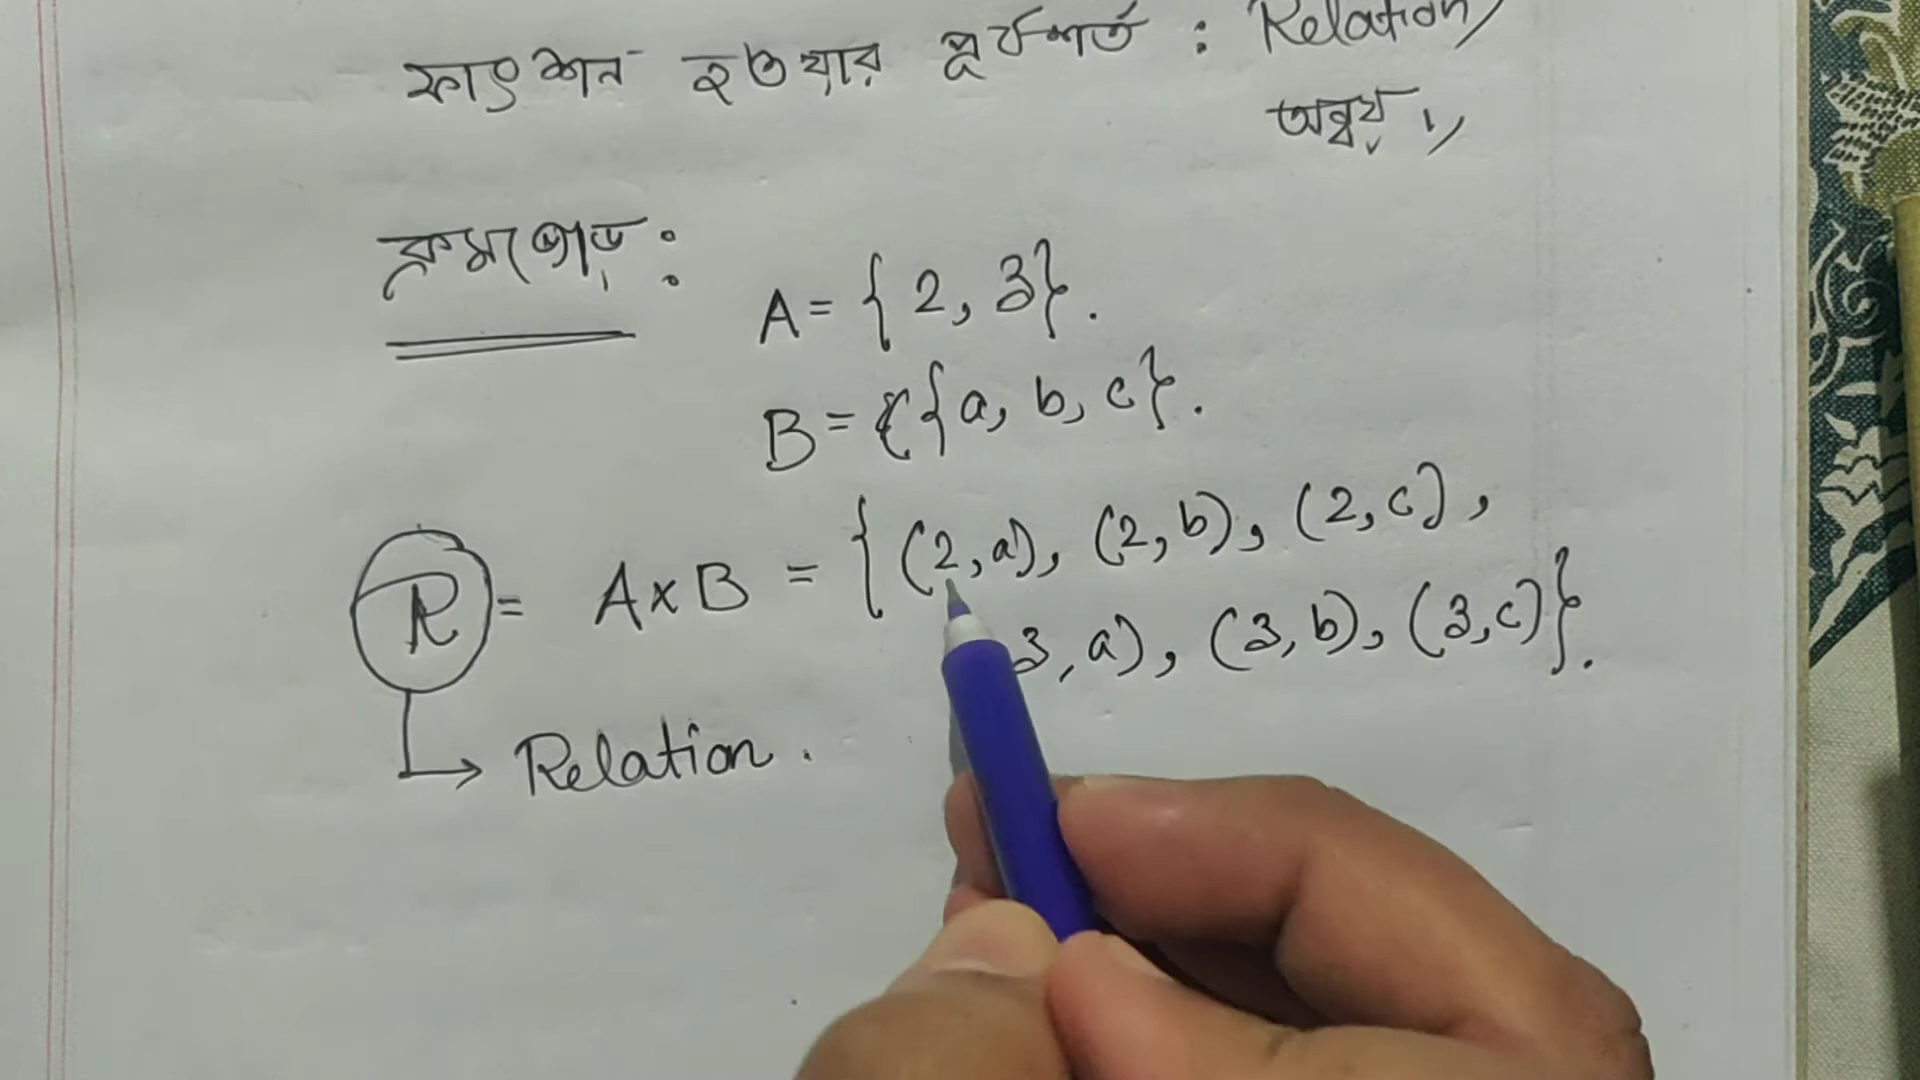 ফাংশন হওয়ার পূর্বশর্ত : Relation/
অন্বয় ।
ক্রমজোড় :
A = { 2, 3}.
B = {a, b, c}.
R = A×B = { (2, a), (2, b), (2, c),
3, a), (3, b), (3, c)}.
Relation.